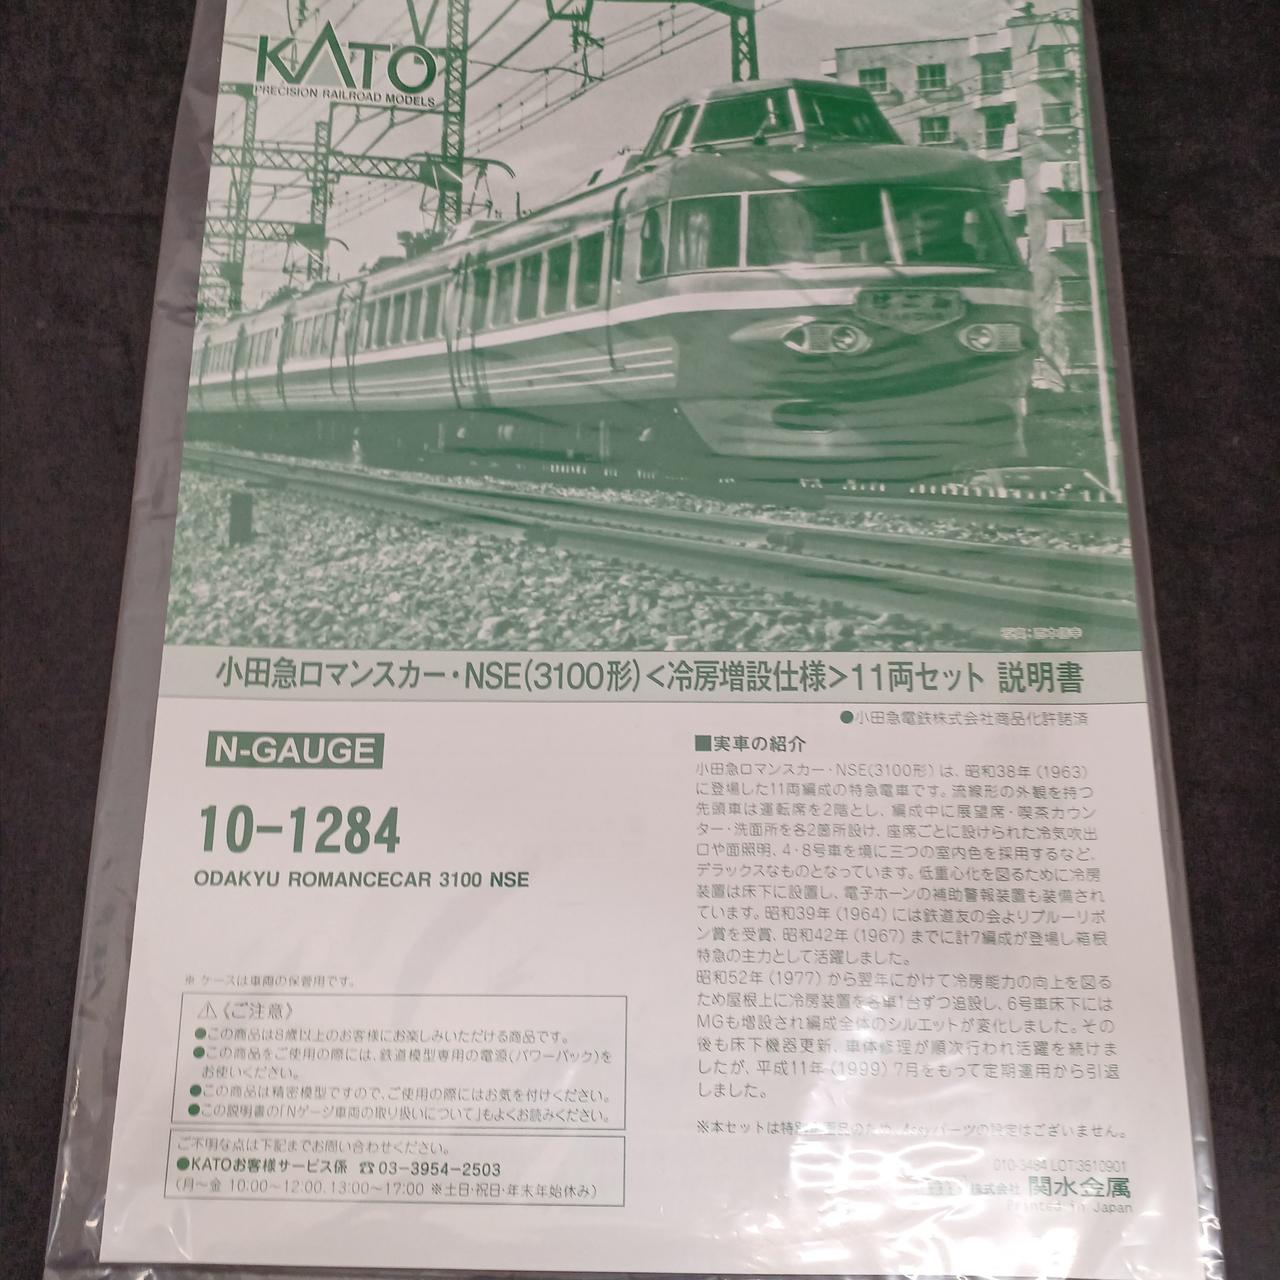 KATO
PRECISION RAILROAD MODELS
小田急ロマンスカー・NSE(3100形)<冷房増設仕様>11両セット 説明書
●小田急電鉄株式会社商品化許諾済
N-GAUGE
10-1284
ODAKYU ROMANCECAR 3100 NSE
■実車の紹介
小田急ロマンスカー・NSE(3100形)は、昭和38年(1963)
に登場した11両編成の特急電車です。流線形の外観を持つ
先頭車は運転席を2階とし、編成中に展望席・喫茶カウン
ター・洗面所を各2箇所設け、座席ごとに設けられた冷気吹出
口や面照明、4・8号車を境に三つの室内色を採用するなど、
デラックスなものとなっています。低重心化を図るために冷房
装置は床下に設置し、電子ホーンの補助警報装置も装備され
ています。昭和39年(1964)には鉄道友の会よりブルーリボ
ン賞を受賞、昭和42年(1967)までに計7編成が登場し箱根
特急の主力として活躍しました。
昭和52年(1977)から翌年にかけて冷房能力の向上を図る
ため屋根上に冷房装置を各車1台ずつ追設し、6号車床下には
MGも増設され編成全体のシルエットが変化しました。その
後も床下機器更新、車体修理が順次行われ活躍を続けま
したが、平成11年(1999)7月をもって定期運用から引退
しました。
※本セットは特別企画品のため、Assyパーツの設定はございません。
※ ケースは車両の保管用です。
⚠《ご注意》
●この商品は8歳以上のお客様にお楽しみいただける商品です。
●この商品をご使用の際には、鉄道模型専用の電源(パワーパック)を
お使いください。
●この商品は精密模型ですので、ご使用の際にはお気を付けください。
●この説明書の「Nゲージ車両の取り扱いについて」もよくお読みください。
ご不明な点は下記までお問い合わせください。
●KATOお客様サービス係 ☎03-3954-2503
(月〜金 10:00〜12:00、13:00〜17:00 ※土日・祝日・年末年始休み)
010-3484 LOT:3610901
株式会社 関水金属
Printed in Japan